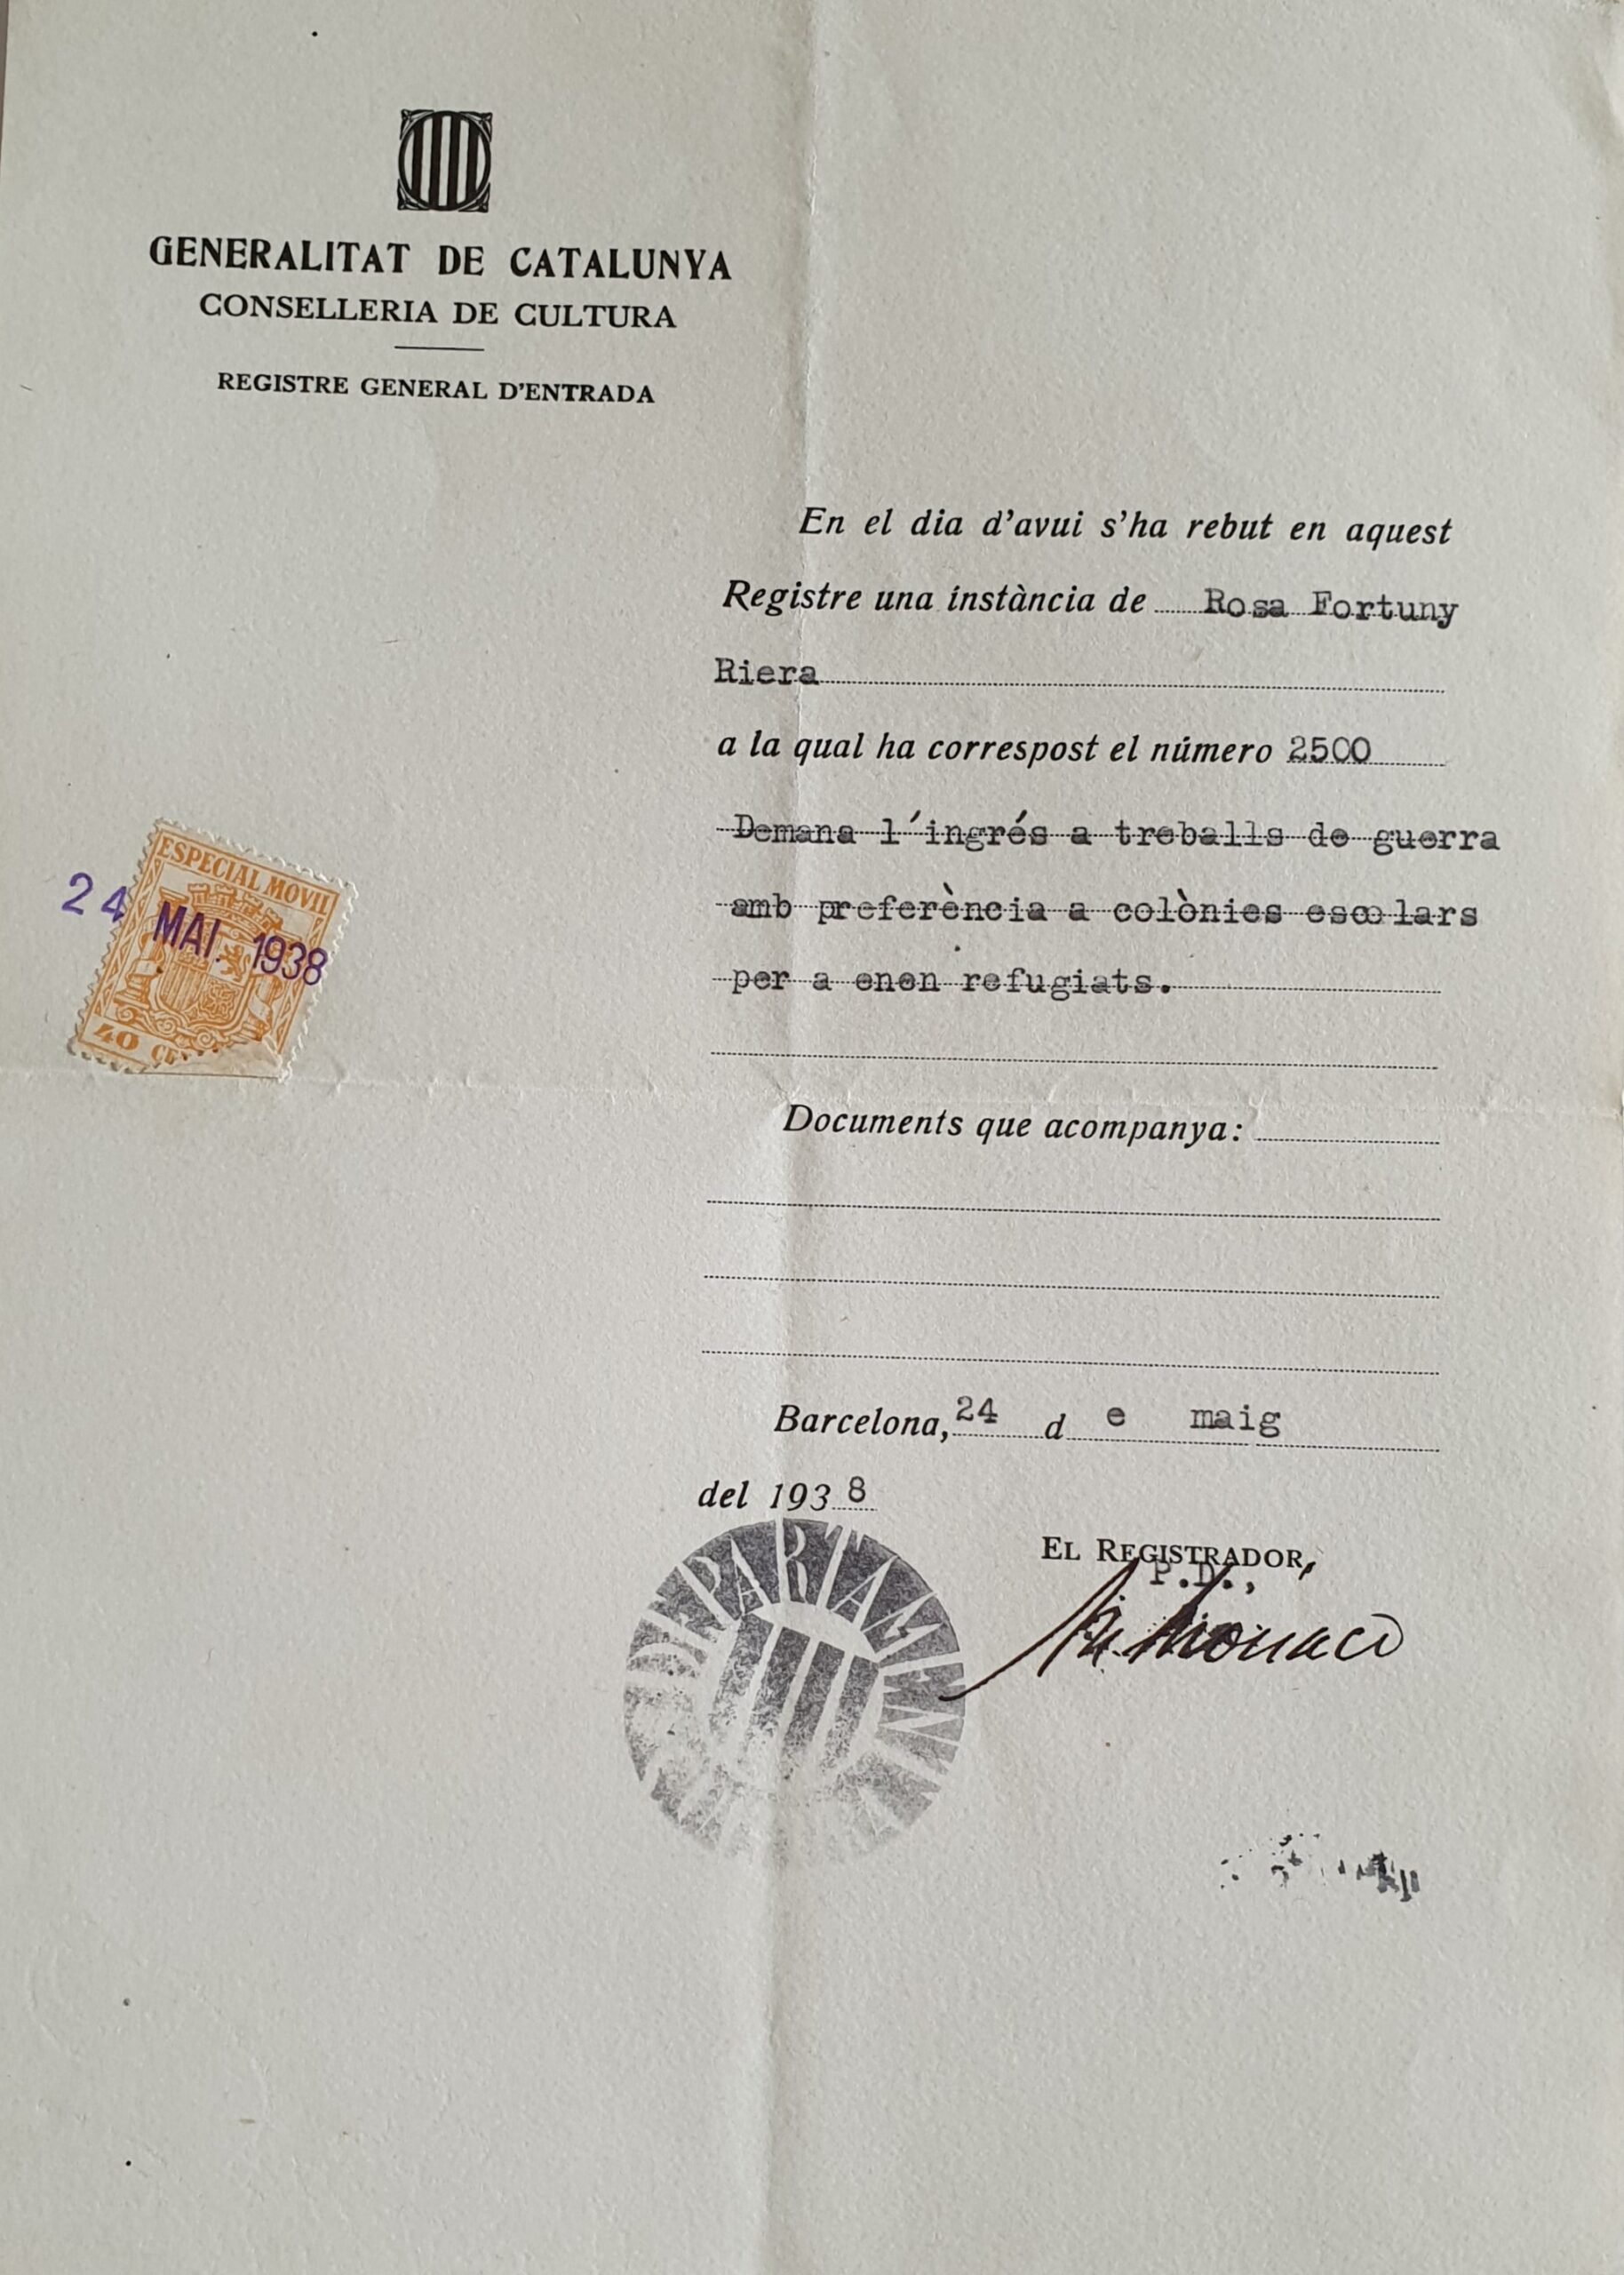 GENERALITAT DE CATALUNYA
CONSELLERIA DE CULTURA
REGISTRE GENERAL D'ENTRADA
En el dia d'avui s'ha rebut en aquest
Registre una instància de Rosa Fortuny
Riera
a la qual ha correspost el número 2500
Demana l'ingrés a treballs de guerra
amb preferència a colònies escolars
per a enen refugiats.
ESPECIAL MOVIL
24 MAI. 1938
40
Documents que acompanya:
Barcelona, 24 d e maig
del 193 8
EL REGISTRADOR,
P.D.,
DEPARTAMENT